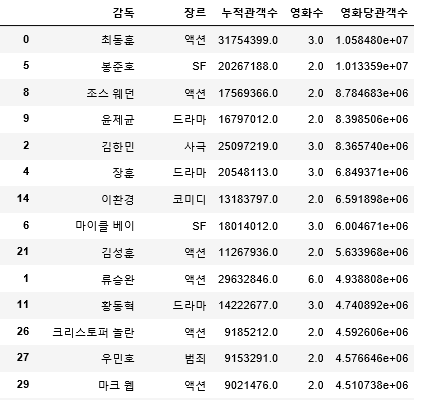 감독 장르 누적관객수 영화수 영화당관객수
0 최동훈 액션 31754399.0 3.0 1.058480e+07
5 봉준호 SF 20267188.0 2.0 1.013359e+07
8 조스 웨던 액션 17569366.0 2.0 8.784683e+06
9 윤제균 드라마 16797012.0 2.0 8.398506e+06
2 김한민 사극 25097219.0 3.0 8.365740e+06
4 장훈 드라마 20548113.0 3.0 6.849371e+06
14 이환경 코미디 13183797.0 2.0 6.591898e+06
6 마이클 베이 SF 18014012.0 3.0 6.004671e+06
21 김성훈 액션 11267936.0 2.0 5.633968e+06
1 류승완 액션 29632846.0 6.0 4.938808e+06
11 황동혁 드라마 14222677.0 3.0 4.740892e+06
26 크리스토퍼 놀란 액션 9185212.0 2.0 4.592606e+06
27 우민호 범죄 9153291.0 2.0 4.576646e+06
29 마크 웹 액션 9021476.0 2.0 4.510738e+06